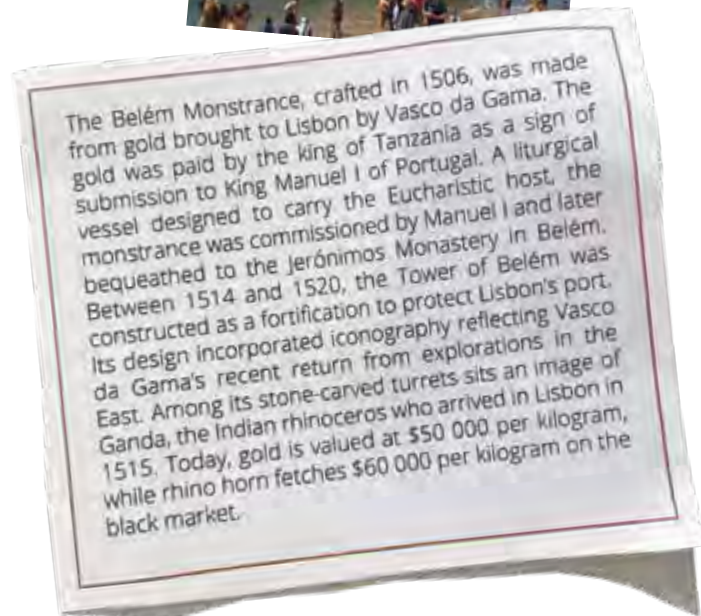 The Belém Monstrance, crafted in 1506, was made
from gold brought to Lisbon by Vasco da Gama. The
gold was paid by the king of Tanzania as a sign of
submission to King Manuel I of Portugal. A liturgical
vessel designed to carry the Eucharistic host, the
monstrance was commissioned by Manuel I and later
bequeathed to the Jerónimos Monastery in Belém.
Between 1514 and 1520, the Tower of Belém was
constructed as a fortification to protect Lisbon's port.
Its design incorporated iconography reflecting Vasco
da Gama's recent return from explorations in the
East. Among its stone-carved turrets sits an image of
Ganda, the Indian rhinoceros who arrived in Lisbon in
1515. Today, gold is valued at $50 000 per kilogram,
while rhino horn fetches $60 000 per kilogram on the
black market.